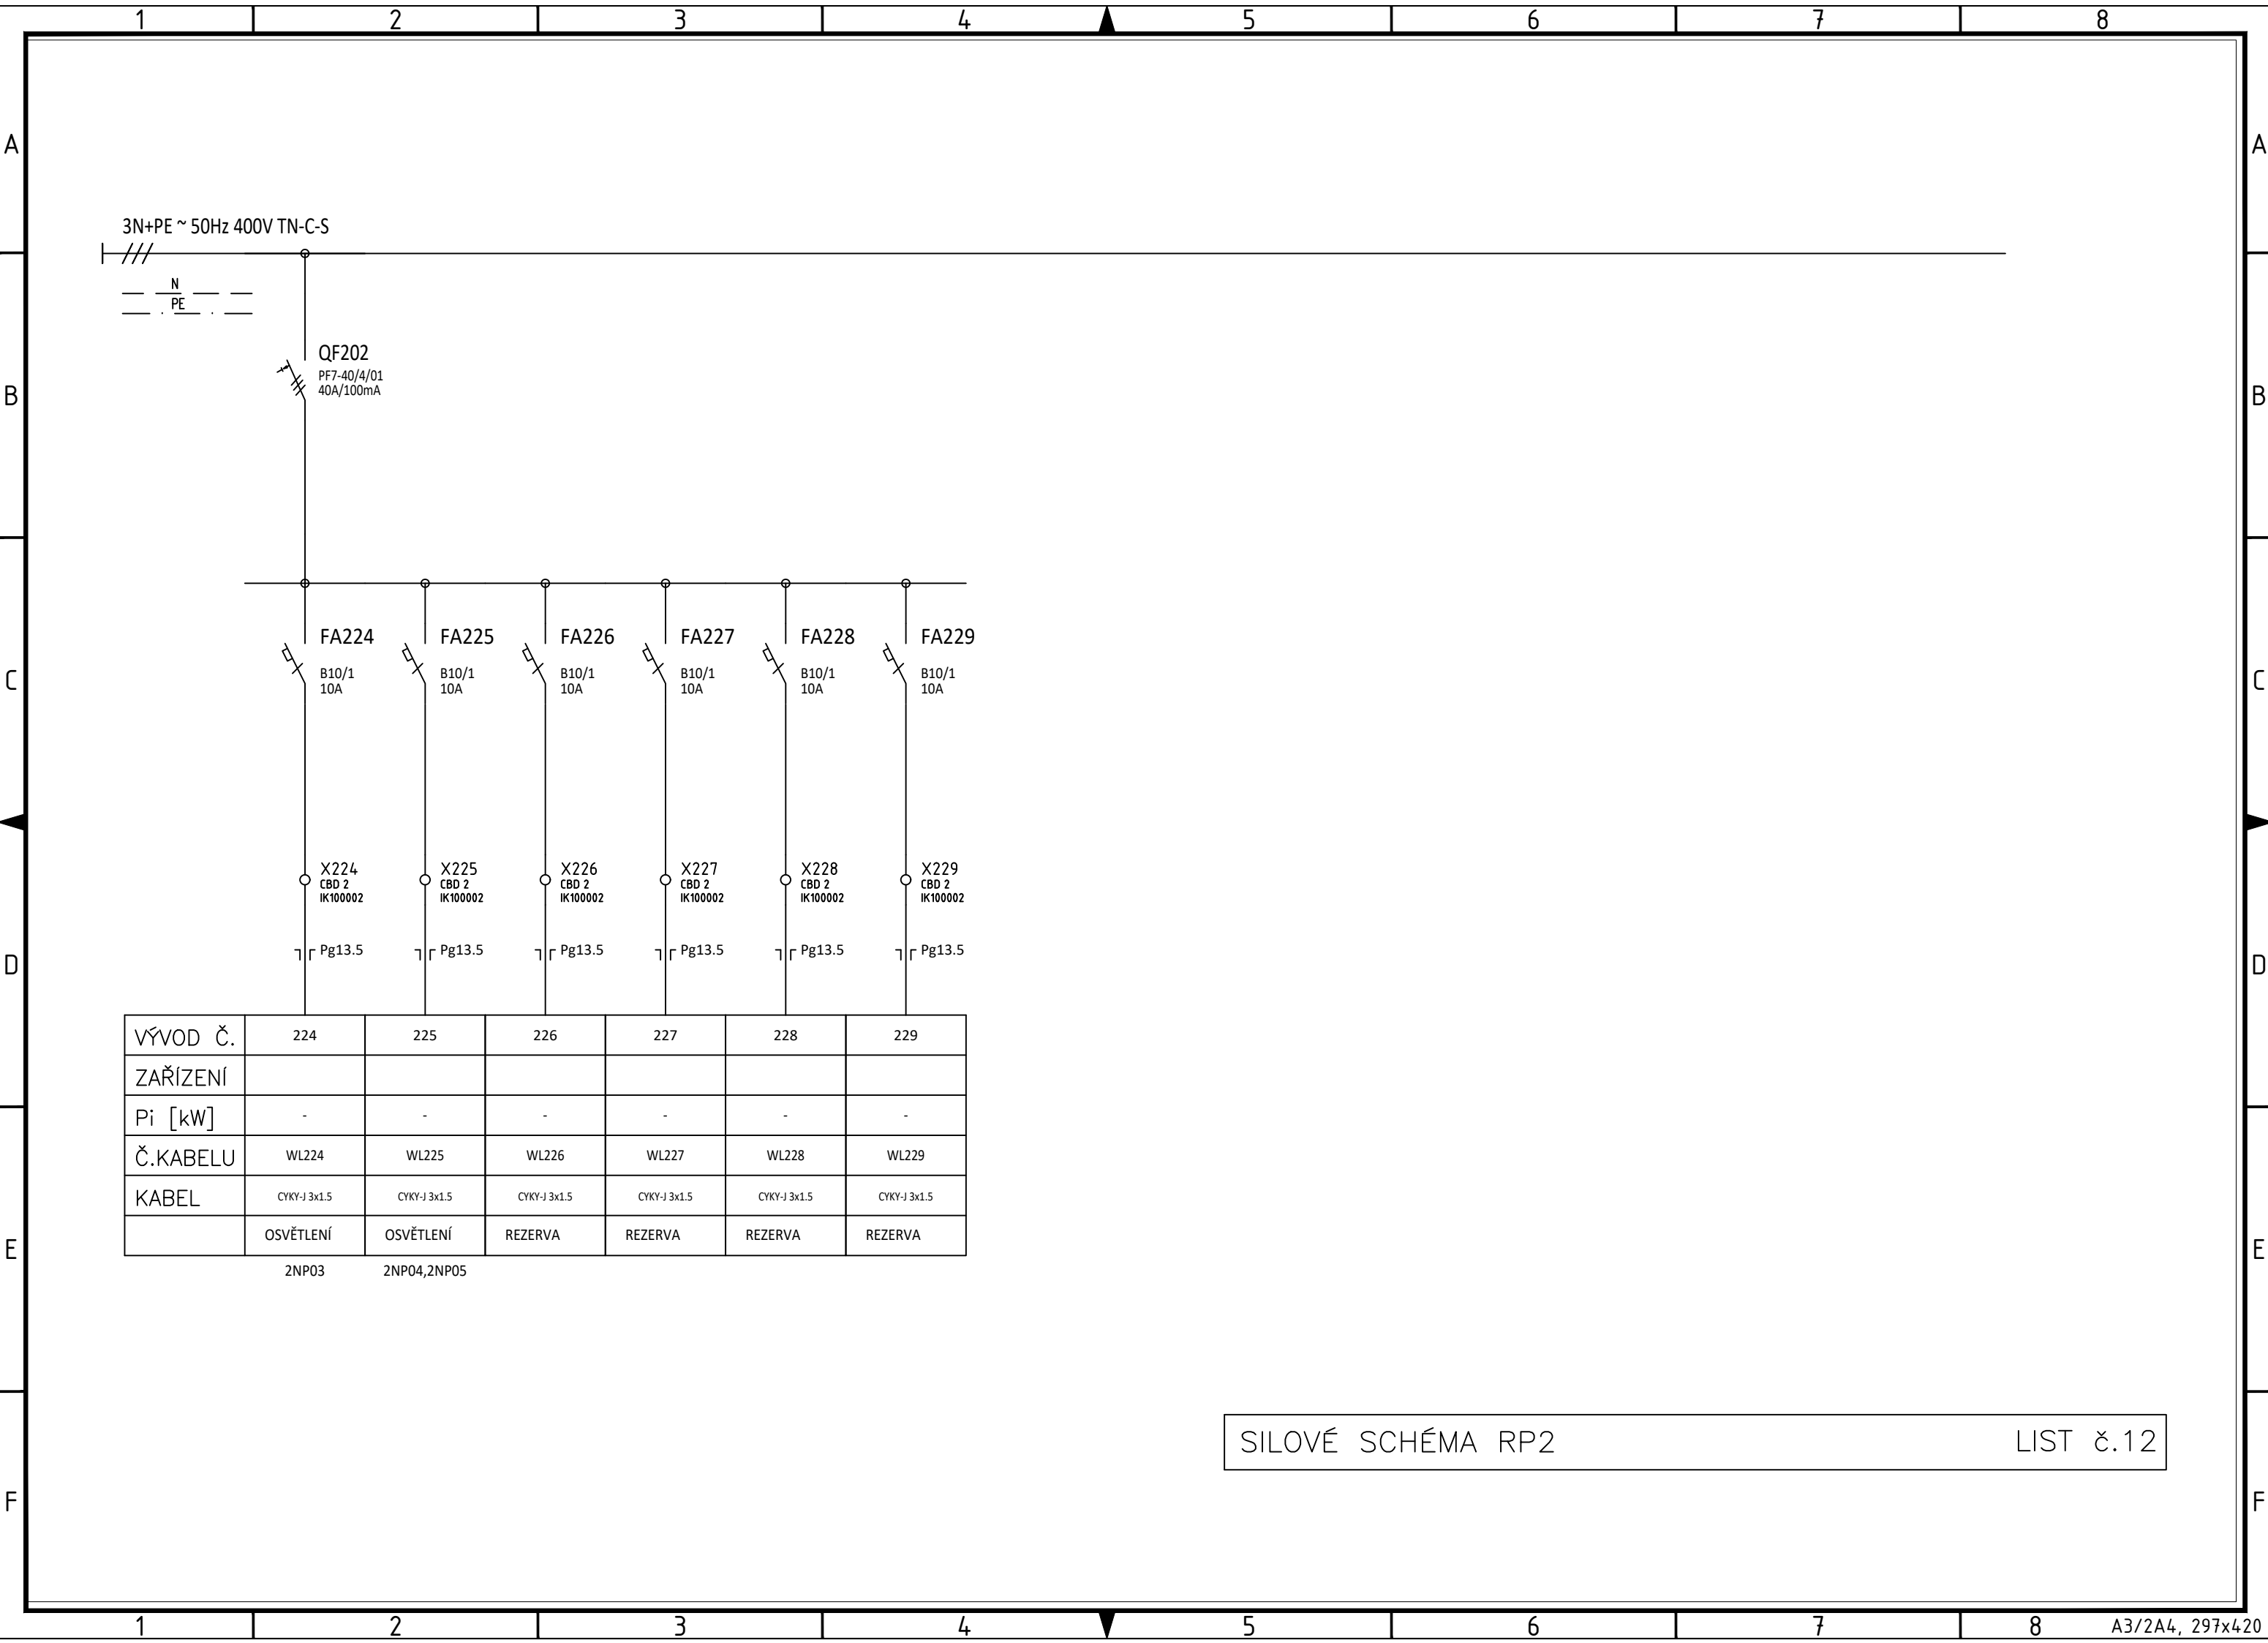 1 2 3 4 5 6 7 8
A A
3N+PE ~ 50Hz 400V TN-C-S
N
PE
QF202
PF7-40/4/01
40A/100mA
B B
FA224 FA225 FA226 FA227 FA228 FA229
B10/1 B10/1 B10/1 B10/1 B10/1 B10/1
10A 10A 10A 10A 10A 10A
C C
X224 X225 X226 X227 X228 X229
CBD 2 CBD 2 CBD 2 CBD 2 CBD 2 CBD 2
IK100002 IK100002 IK100002 IK100002 IK100002 IK100002
Pg13.5 Pg13.5 Pg13.5 Pg13.5 Pg13.5 Pg13.5
D D
VÝVOD Č. 224 225 226 227 228 229
ZAŘÍZENÍ
Pi [kW] - - - - - -
Č.KABELU WL224 WL225 WL226 WL227 WL228 WL229
KABEL CYKY-J 3x1.5 CYKY-J 3x1.5 CYKY-J 3x1.5 CYKY-J 3x1.5 CYKY-J 3x1.5 CYKY-J 3x1.5
OSVĚTLENÍ OSVĚTLENÍ REZERVA REZERVA REZERVA REZERVA
E E
2NP03 2NP04,2NP05
SILOVÉ SCHÉMA RP2 LIST č.12
F F
1 2 3 4 5 6 7 8 A3/2A4, 297x420